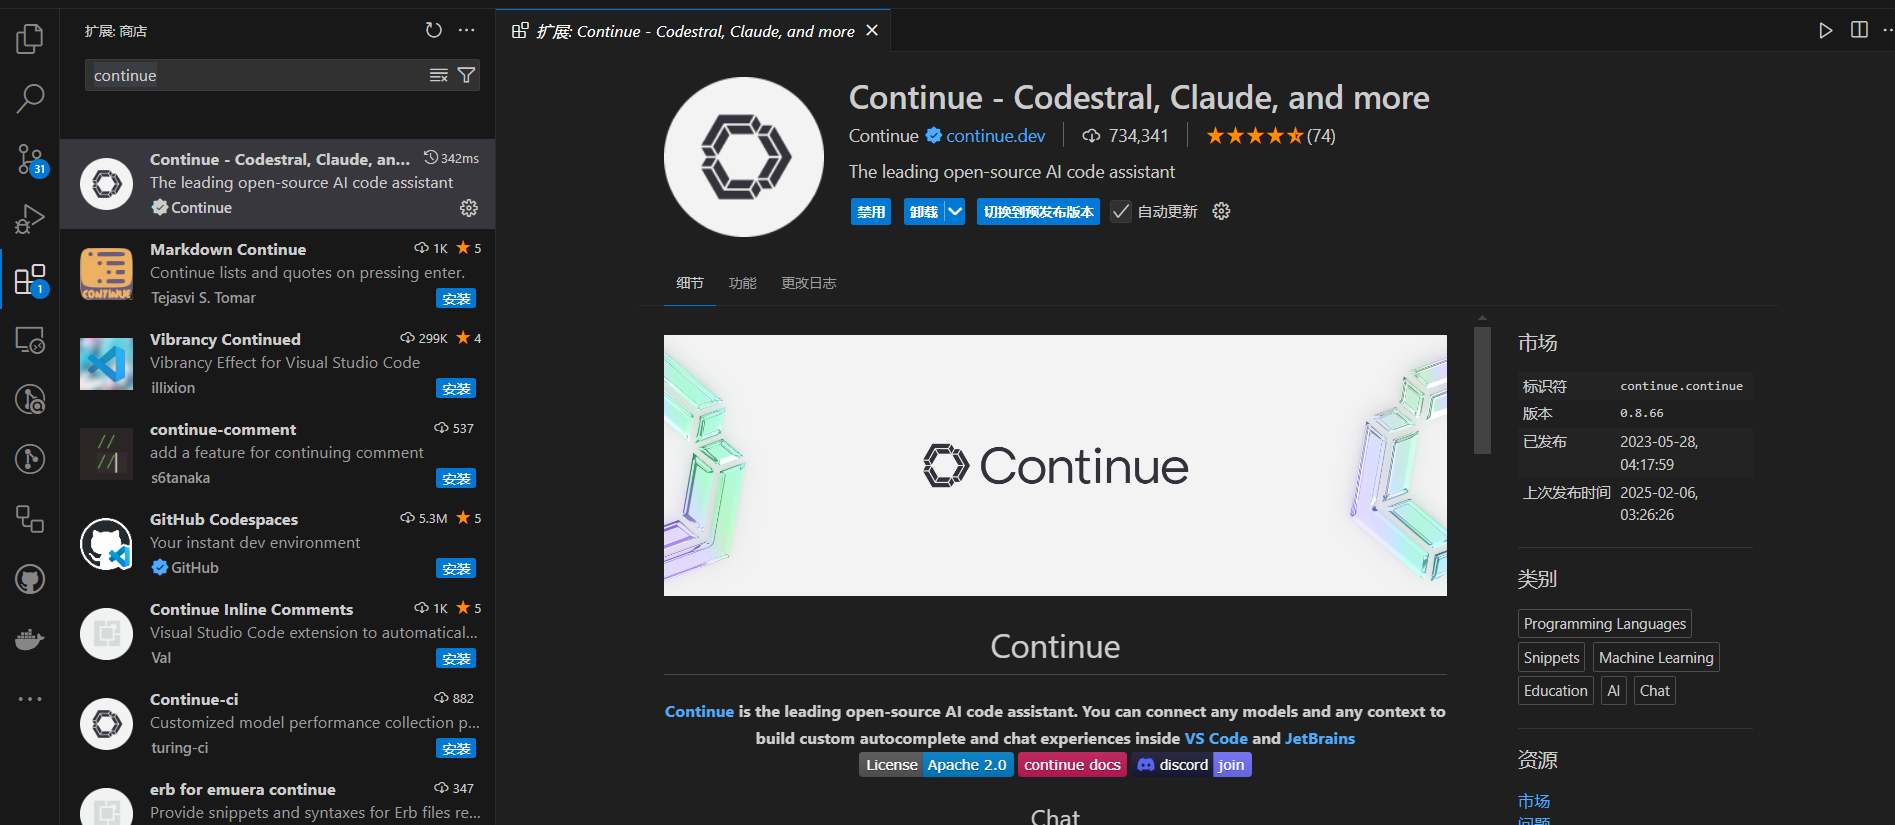 扩展: 商店
continue
Continue - Codestral, Claude, an... 342ms
The leading open-source AI code assistant
Continue
Markdown Continue 1K 5
Continue lists and quotes on pressing enter.
Tejasvi S. Tomar 安装
CONTINUE
Vibrancy Continued 299K 4
Vibrancy Effect for Visual Studio Code
illixion 安装
continue-comment 537
add a feature for continuing comment
s6tanaka 安装
//
//
GitHub Codespaces 5.3M 5
Your instant dev environment
GitHub 安装
Continue Inline Comments 1K 5
Visual Studio Code extension to automatical...
Val 安装
Continue-ci 882
Customized model performance collection p...
turing-ci 安装
erb for emuera continue 347
Provide snippets and syntaxes for Erb files re...
31
1
扩展: Continue - Codestral, Claude, and more
Continue - Codestral, Claude, and more
Continue continue.dev 734,341 (74)
The leading open-source AI code assistant
禁用 卸载 切换到预发布版本 自动更新
细节 功能 更改日志
Continue
Continue
Continue is the leading open-source AI code assistant. You can connect any models and any context to
build custom autocomplete and chat experiences inside VS Code and JetBrains
License Apache 2.0 continue docs discord join
Chat
市场
标识符 continue.continue
版本 0.8.66
已发布 2023-05-28,
04:17:59
上次发布时间 2025-02-06,
03:26:26
类别
Programming Languages
Snippets Machine Learning
Education AI Chat
资源
市场
问题